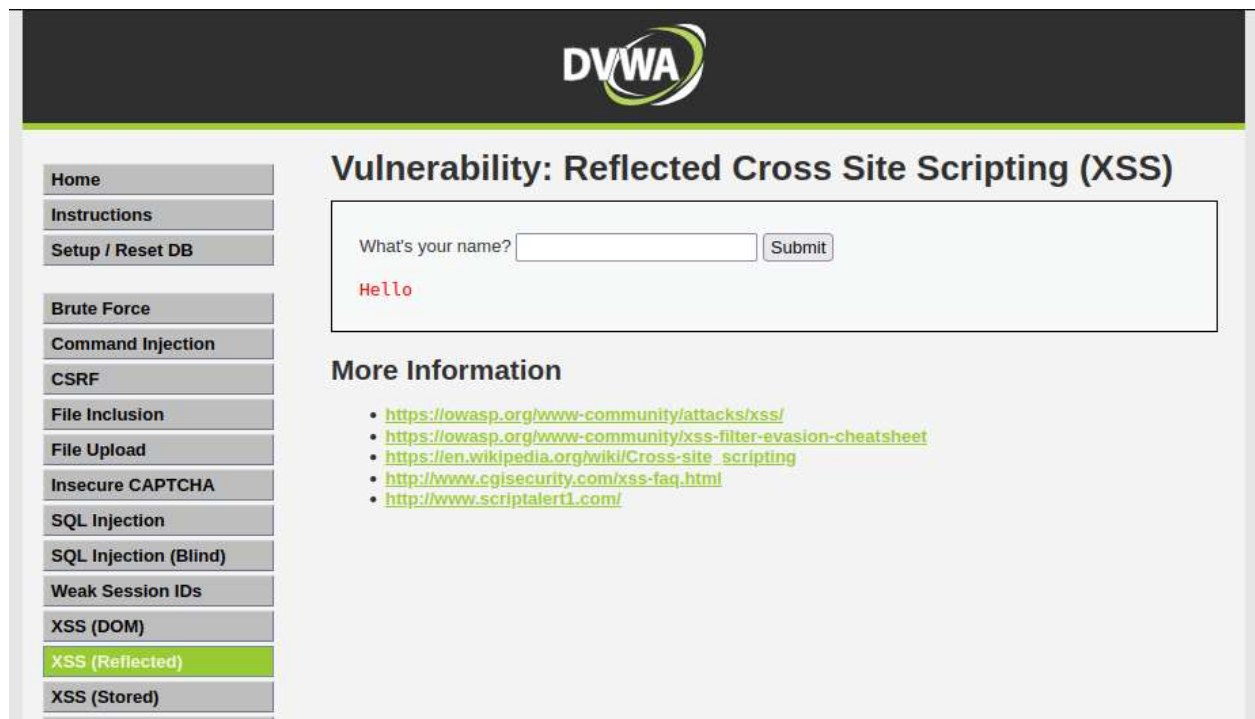 DVWA
Home
Instructions
Setup / Reset DB
Brute Force
Command Injection
CSRF
File Inclusion
File Upload
Insecure CAPTCHA
SQL Injection
SQL Injection (Blind)
Weak Session IDs
XSS (DOM)
XSS (Reflected)
XSS (Stored)
Vulnerability: Reflected Cross Site Scripting (XSS)
What's your name? Submit
Hello
More Information
https://owasp.org/www-community/attacks/xss/
https://owasp.org/www-community/xss-filter-evasion-cheatsheet
https://en.wikipedia.org/wiki/Cross-site_scripting
http://www.cgisecurity.com/xss-faq.html
http://www.scriptalert1.com/